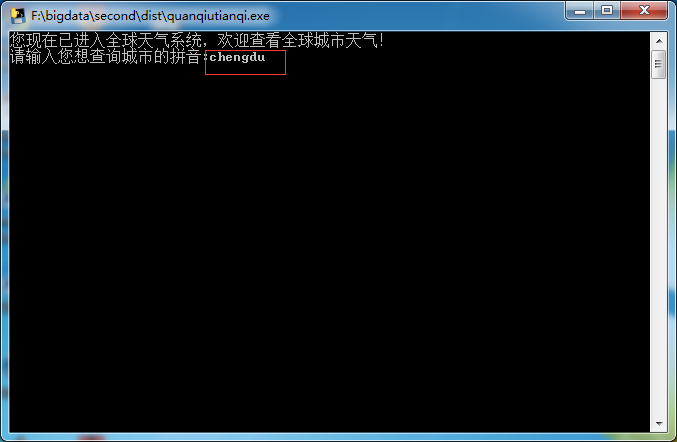 F:\bigdata\second\dist\quanqiutianqi.exe
您现在已进入全球天气系统，欢迎查看全球城市天气！
请输入您想查询城市的拼音:chengdu